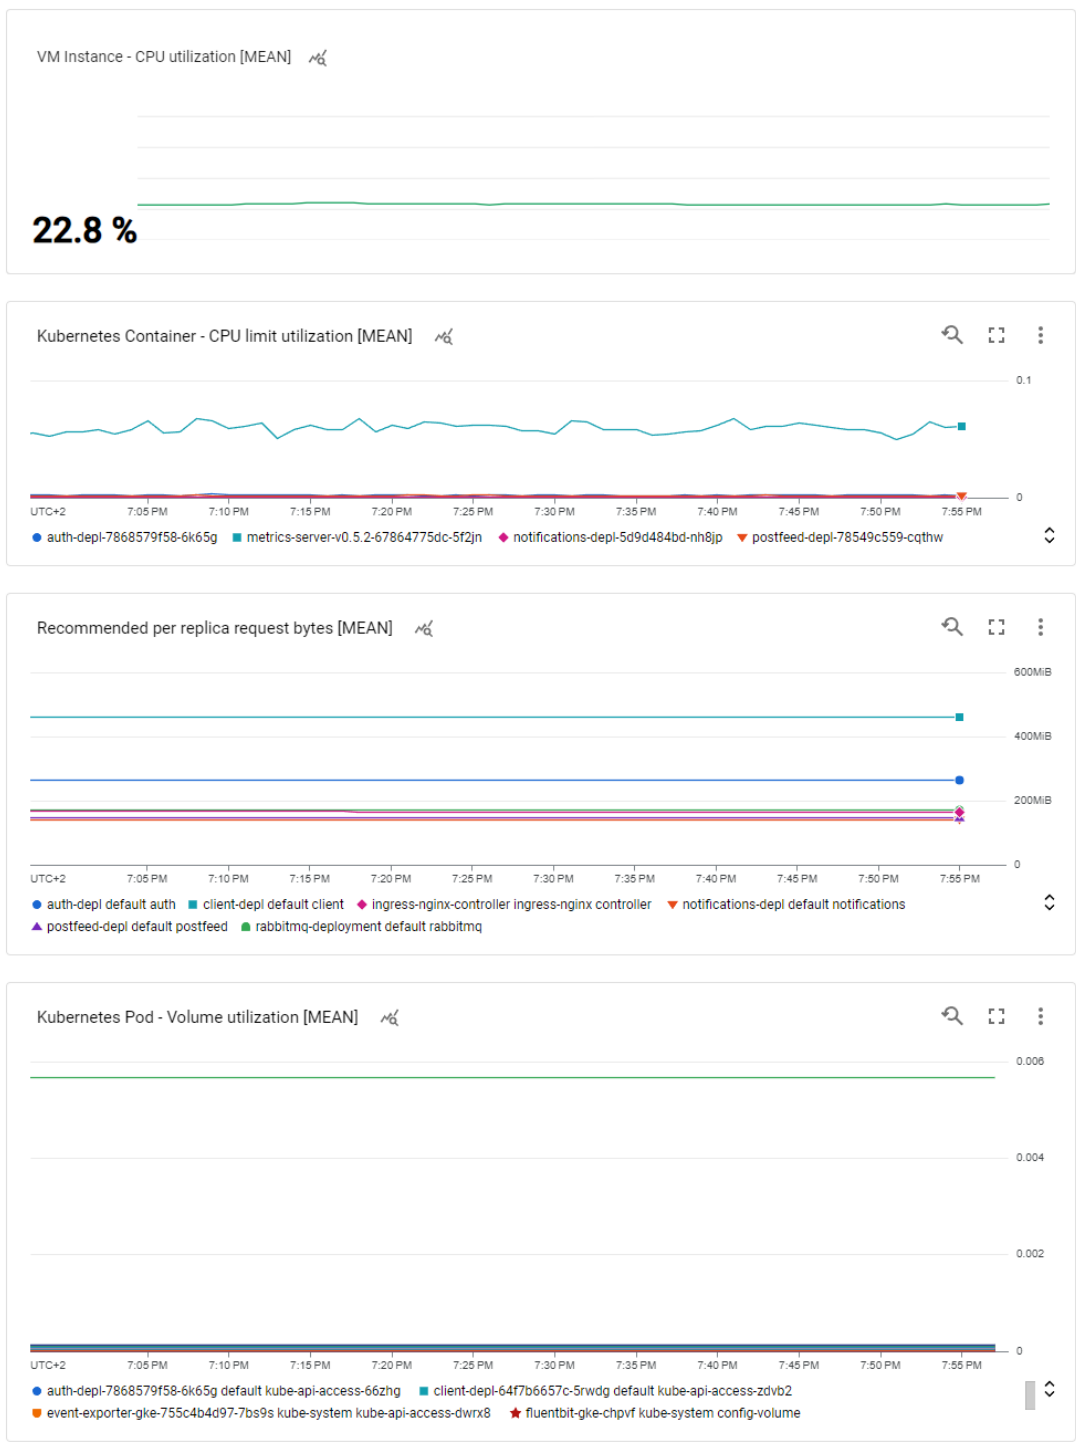 VM Instance - CPU utilization [MEAN]
22.8 %
Kubernetes Container - CPU limit utilization [MEAN]
0.1
0
UTC+2 7:05 PM 7:10 PM 7:15 PM 7:20 PM 7:25 PM 7:30 PM 7:35 PM 7:40 PM 7:45 PM 7:50 PM 7:55 PM
auth-depl-7868579f58-6k65g metrics-server-v0.5.2-67864775dc-5f2jn notifications-depl-5d9d484bd-nh8jp postfeed-depl-78549c559-cqthw
Recommended per replica request bytes [MEAN]
600MiB
400MiB
200MiB
0
UTC+2 7:05 PM 7:10 PM 7:15 PM 7:20 PM 7:25 PM 7:30 PM 7:35 PM 7:40 PM 7:45 PM 7:50 PM 7:55 PM
auth-depl default auth client-depl default client ingress-nginx-controller ingress-nginx controller notifications-depl default notifications
postfeed-depl default postfeed rabbitmq-deployment default rabbitmq
Kubernetes Pod - Volume utilization [MEAN]
0.006
0.004
0.002
0
UTC+2 7:05 PM 7:10 PM 7:15 PM 7:20 PM 7:25 PM 7:30 PM 7:35 PM 7:40 PM 7:45 PM 7:50 PM 7:55 PM
auth-depl-7868579f58-6k65g default kube-api-access-66zhg client-depl-64f7b6657c-5rwdg default kube-api-access-zdvb2
event-exporter-gke-755c4b4d97-7bs9s kube-system kube-api-access-dwrx8 fluentbit-gke-chpvf kube-system config-volume